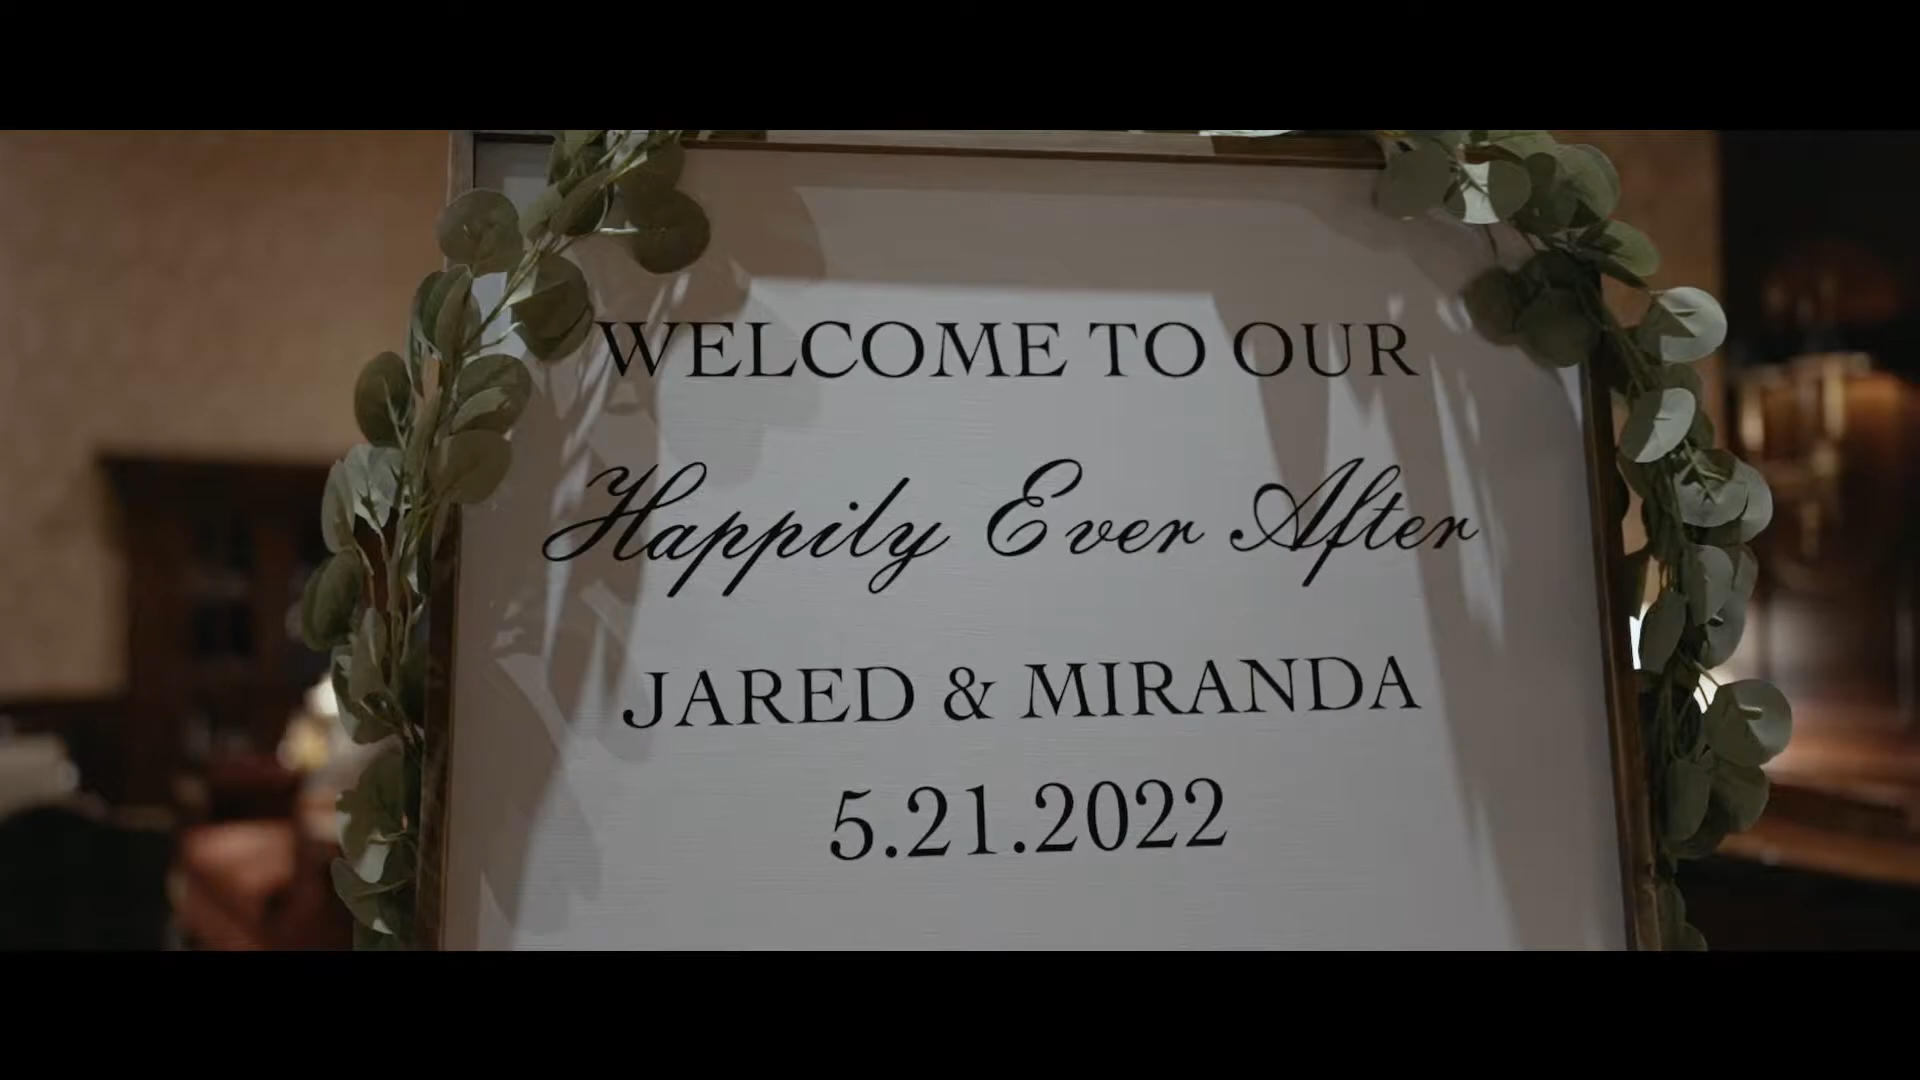 WELCOME TO OUR
Happily Ever After
JARED & MIRANDA
5.21.2022